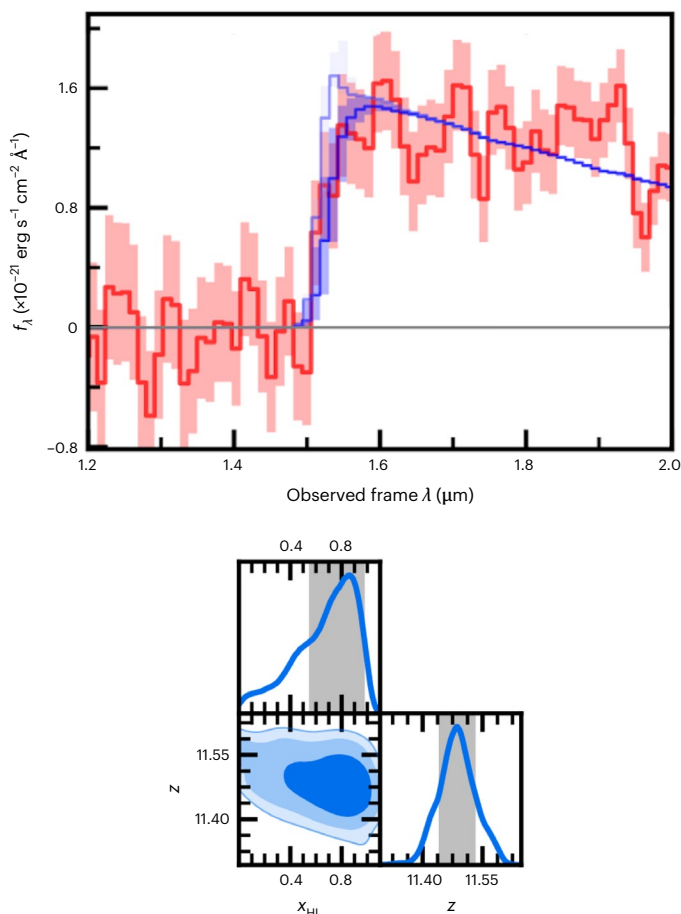 1.6
0.8
0
−0.8
fλ (×10−21 erg s−1 cm−2 Å−1)
1.2 1.4 1.6 1.8 2.0
Observed frame λ (μm)
0.4 0.8
11.55
11.40
z
0.4 0.8 11.40 11.55
xHI z